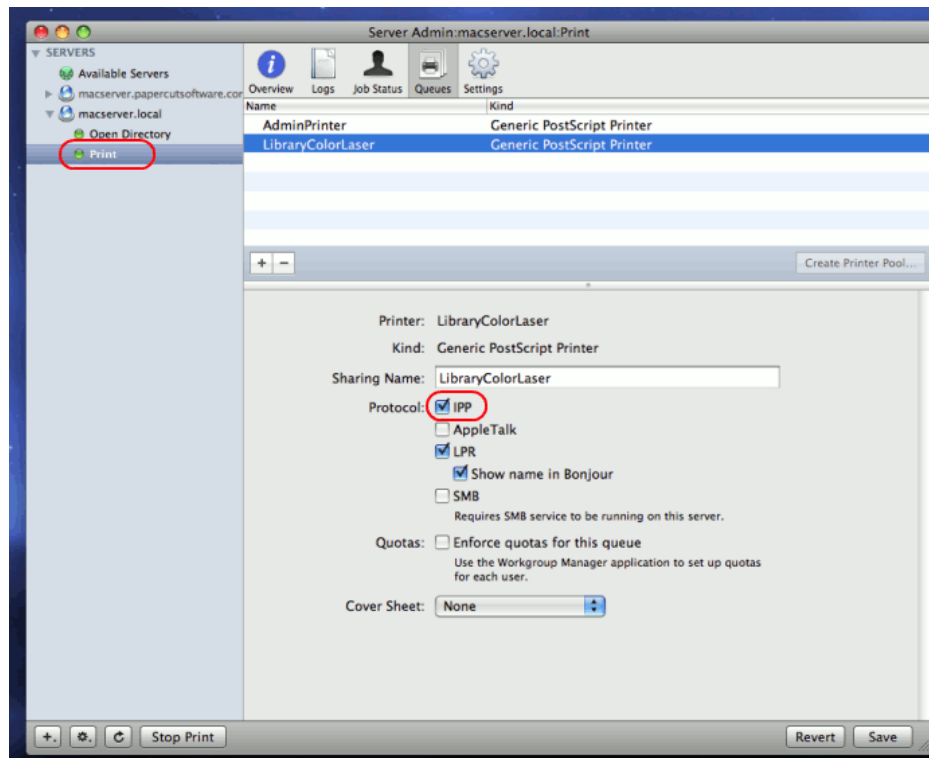 Server Admin:macserver.local:Print
SERVERS
Available Servers
macserver.papercutsoftware.cor
macserver.local
Open Directory
Print
Overview Logs Job Status Queues Settings
Name Kind
AdminPrinter Generic PostScript Printer
LibraryColorLaser Generic PostScript Printer
+ −
Create Printer Pool...
Printer: LibraryColorLaser
Kind: Generic PostScript Printer
Sharing Name: LibraryColorLaser
Protocol: IPP
AppleTalk
LPR
Show name in Bonjour
SMB
Requires SMB service to be running on this server.
Quotas: Enforce quotas for this queue
Use the Workgroup Manager application to set up quotas
for each user.
Cover Sheet: None
Stop Print Revert Save